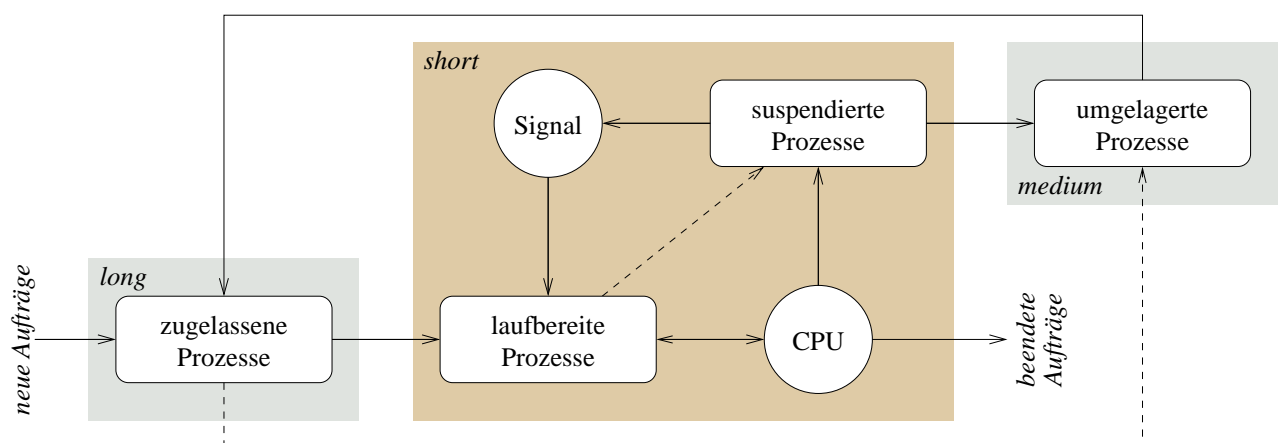 short
Signal
suspendierte
Prozesse
umgelagerte
Prozesse
medium
long
neue Aufträge
zugelassene
Prozesse
laufbereite
Prozesse
CPU
beendete
Aufträge